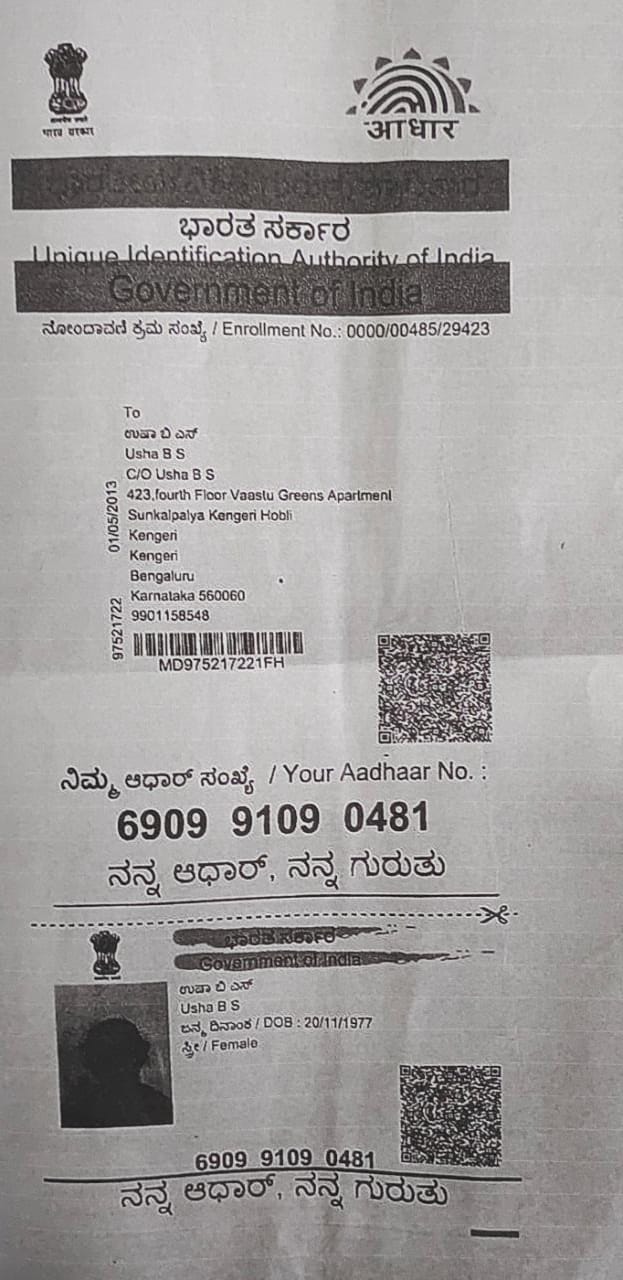 भारत सरकार
आधार
ಭಾರತ ಸರ್ಕಾರ
Unique Identification Authority of India
Government of India
ನೋಂದಾವಣಿ ಕ್ರಮ ಸಂಖ್ಯೆ / Enrollment No.: 0000/00485/29423
To
ಉಷಾ ಬಿ ಎಸ್
Usha B S
C/O Usha B S
423,fourth Floor Vaastu Greens Apartment
Sunkalpalya Kengeri Hobli
Kengeri
Kengeri
Bengaluru
Karnataka 560060
9901158548
01/05/2013
97521722
MD975217221FH
ನಿಮ್ಮ ಆಧಾರ್ ಸಂಖ್ಯೆ / Your Aadhaar No. :
6909 9109 0481
ನನ್ನ ಆಧಾರ್, ನನ್ನ ಗುರುತು
ಭಾರತ ಸರ್ಕಾರ
Government of India
ಉಷಾ ಬಿ ಎಸ್
Usha B S
ಜನ್ಮ ದಿನಾಂಕ / DOB : 20/11/1977
ಸ್ತ್ರೀ / Female
6909 9109 0481
ನನ್ನ ಆಧಾರ್, ನನ್ನ ಗುರುತು